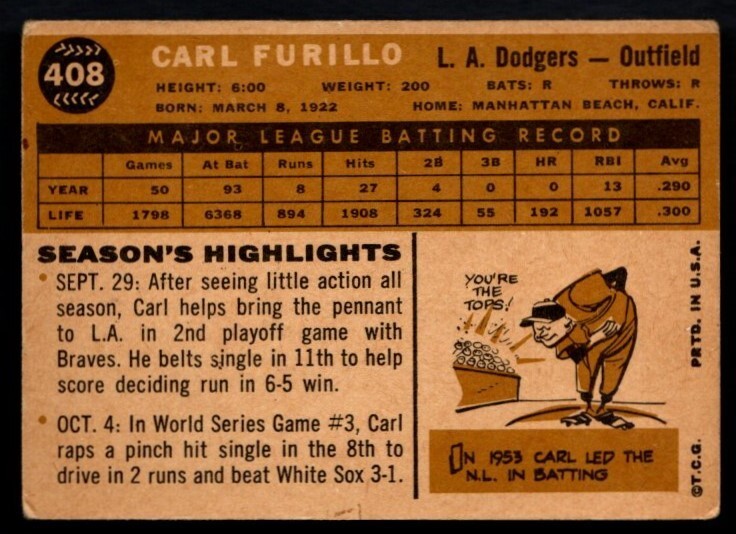 408
CARL FURILLO
L. A. Dodgers — Outfield
HEIGHT: 6:00 WEIGHT: 200 BATS: R THROWS: R
BORN: MARCH 8, 1922 HOME: MANHATTAN BEACH, CALIF.
MAJOR LEAGUE BATTING RECORD
Games At Bat Runs Hits 2B 3B HR RBI Avg
YEAR 50 93 8 27 4 0 0 13 .290
LIFE 1798 6368 894 1908 324 55 192 1057 .300
SEASON'S HIGHLIGHTS
• SEPT. 29: After seeing little action all
season, Carl helps bring the pennant
to L.A. in 2nd playoff game with
Braves. He belts single in 11th to help
score deciding run in 6-5 win.
• OCT. 4: In World Series Game #3, Carl
raps a pinch hit single in the 8th to
drive in 2 runs and beat White Sox 3-1.
YOU'RE
THE
TOPS!
IN 1953 CARL LED THE
N.L. IN BATTING
©T.C.G. PRTD. IN U.S.A.